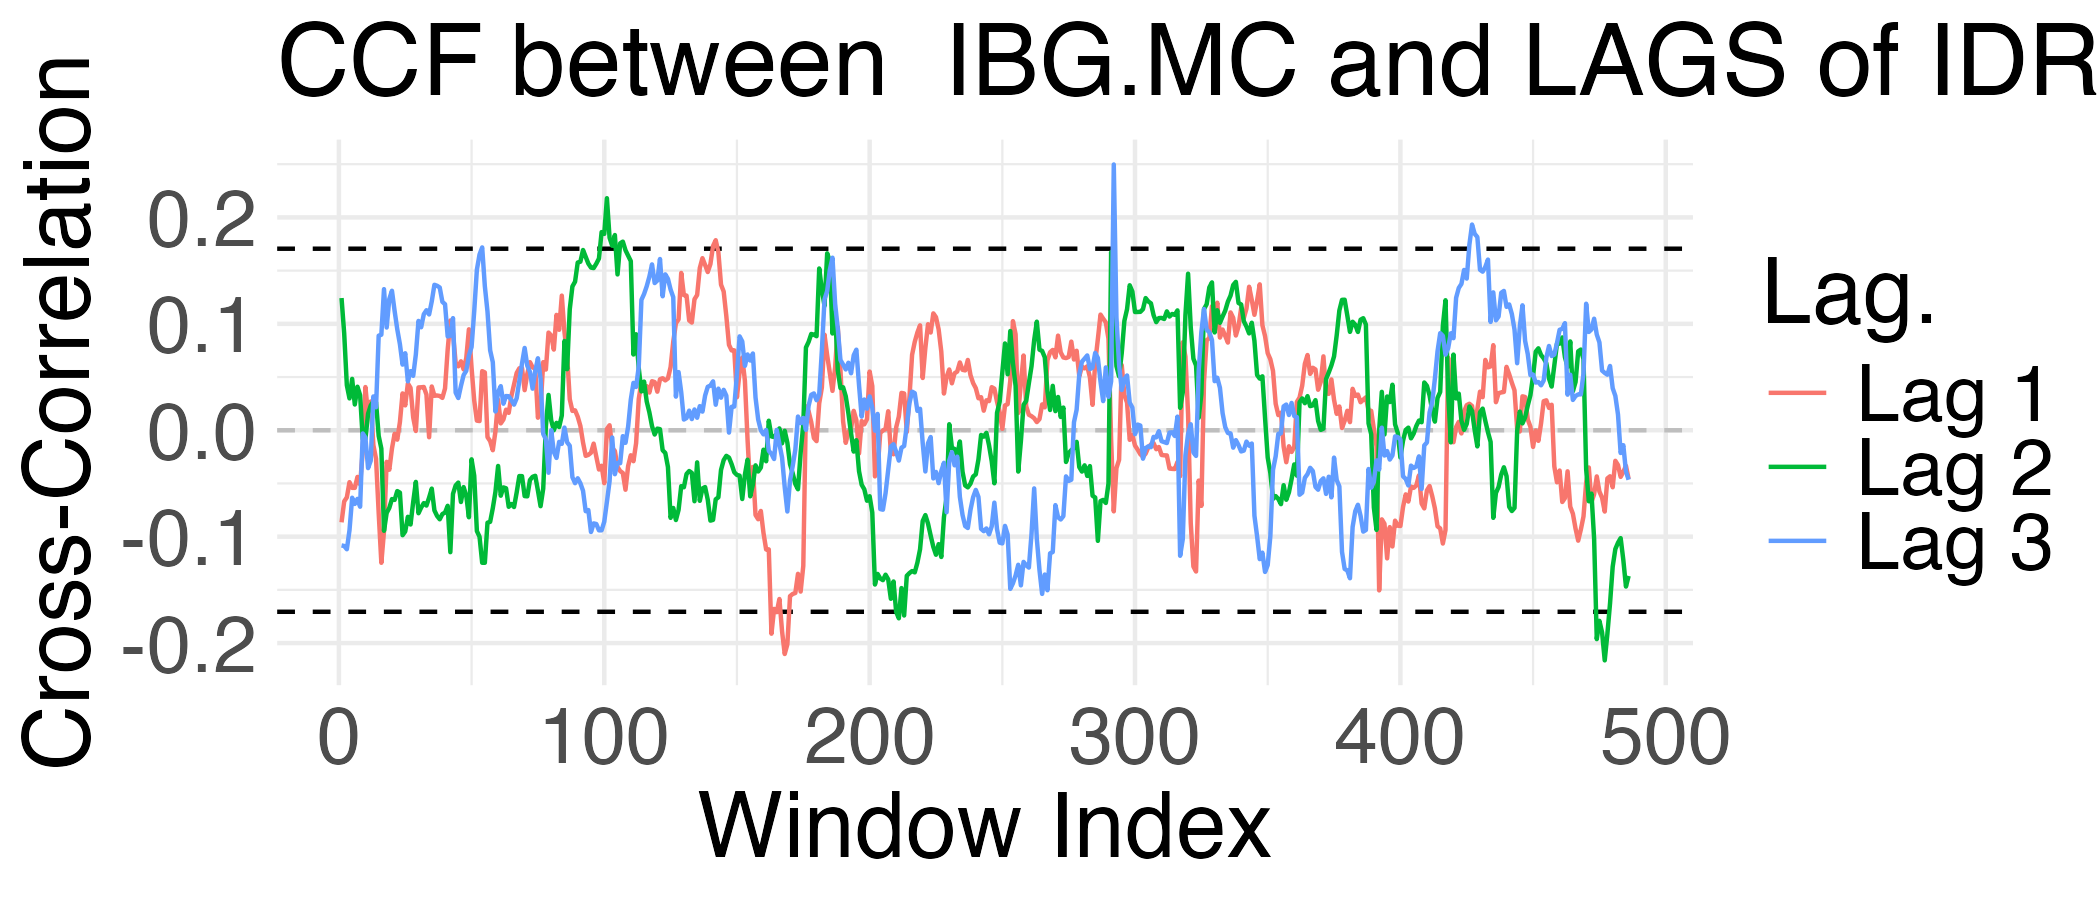 CCF between  IBG.MC and LAGS of IDR
Cross-Correlation
0.2
0.1
0.0
-0.1
-0.2
0 100 200 300 400 500
Window Index
Lag.
Lag 1
Lag 2
Lag 3